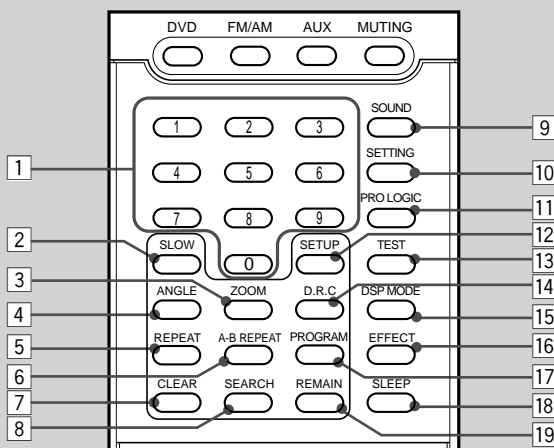 DVD FM/AM AUX MUTING
SOUND
1 2 3 9
SETTING
1 4 5 6 10
PRO LOGIC
7 8 9 11
2 SLOW 0 SETUP TEST 12
13
3 ANGLE ZOOM D.R.C DSP MODE 14
4 15
5 REPEAT A-B REPEAT PROGRAM EFFECT 16
6 17
7 CLEAR SEARCH REMAIN SLEEP 18
8 19